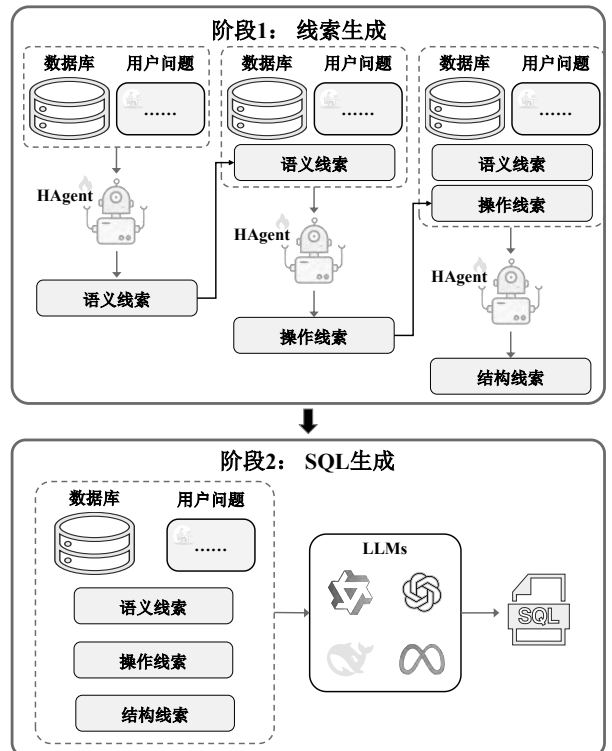 阶段1： 线索生成
数据库 用户问题 数据库 用户问题 数据库 用户问题
...... ...... ......
语义线索 语义线索
操作线索
HAgent
HAgent
HAgent
语义线索
操作线索
结构线索
阶段2： SQL生成
数据库 用户问题
......
LLMs
语义线索
SQL
操作线索
结构线索